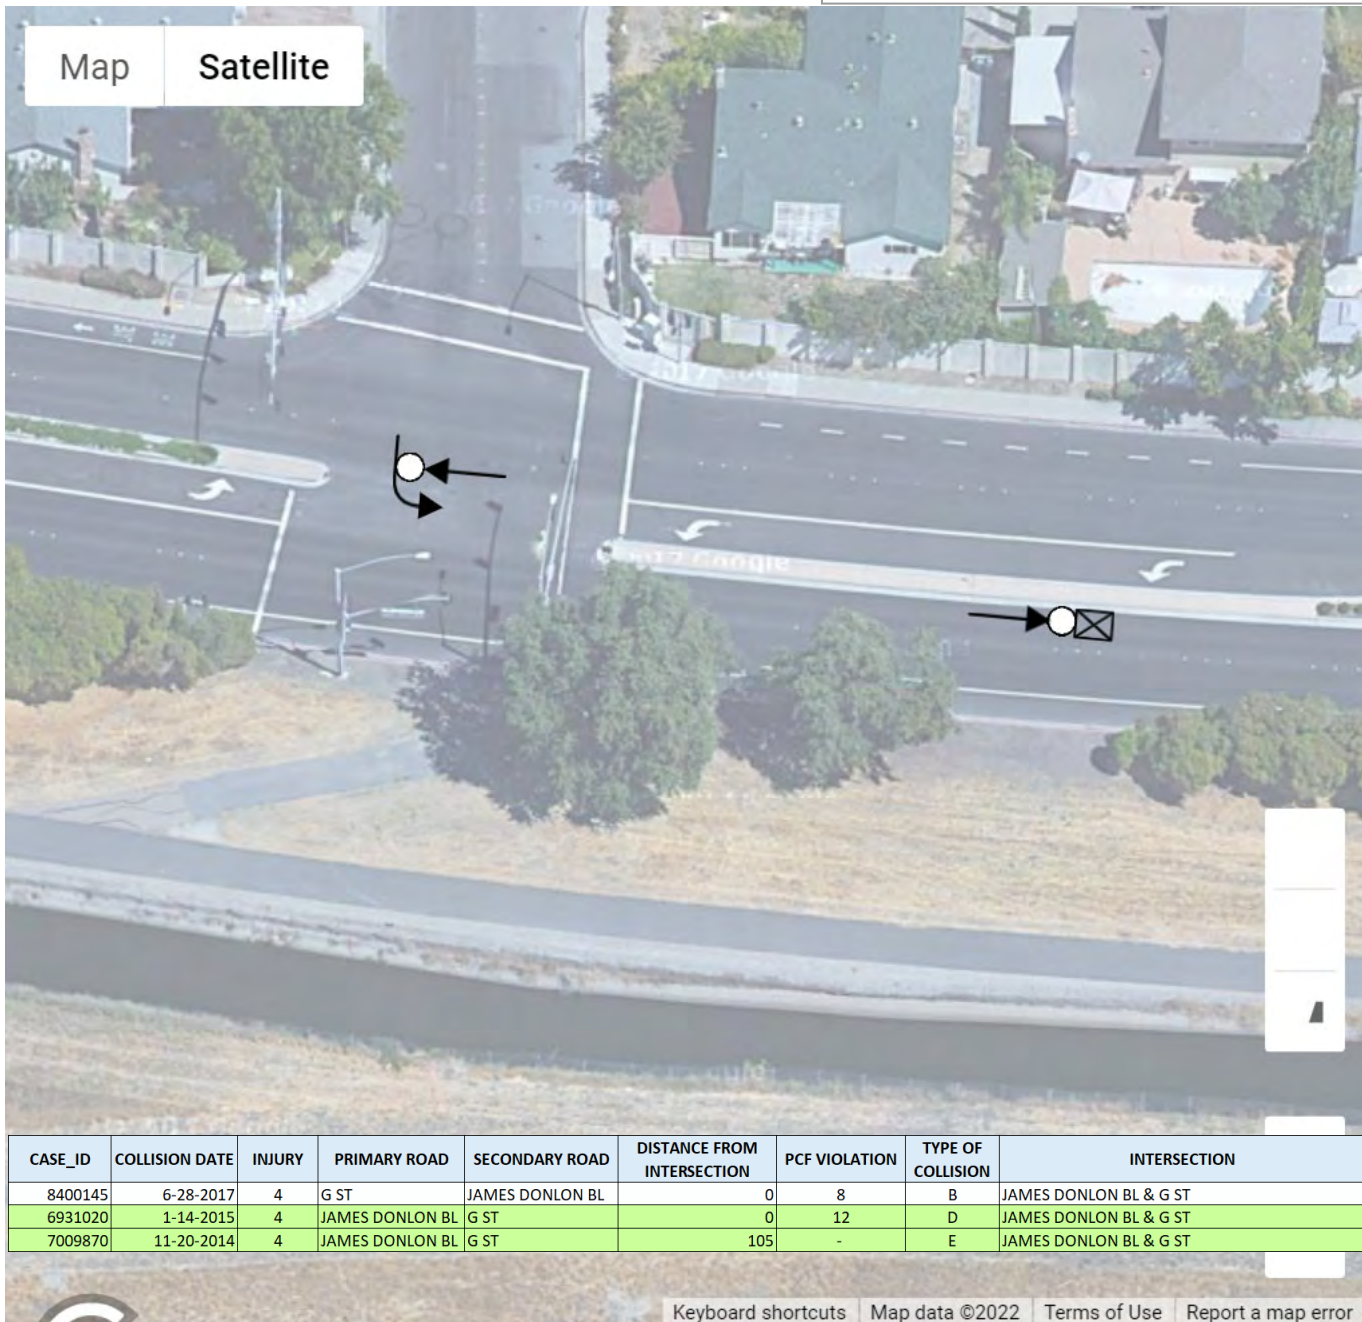 Map Satellite
2017 Google
CASE_ID COLLISION DATE INJURY PRIMARY ROAD SECONDARY ROAD DISTANCE FROM INTERSECTION PCF VIOLATION TYPE OF COLLISION INTERSECTION
8400145 6-28-2017 4 G ST JAMES DONLON BL 0 8 B JAMES DONLON BL & G ST
6931020 1-14-2015 4 JAMES DONLON BL G ST 0 12 D JAMES DONLON BL & G ST
7009870 11-20-2014 4 JAMES DONLON BL G ST 105 - E JAMES DONLON BL & G ST
Keyboard shortcuts Map data ©2022 Terms of Use Report a map error